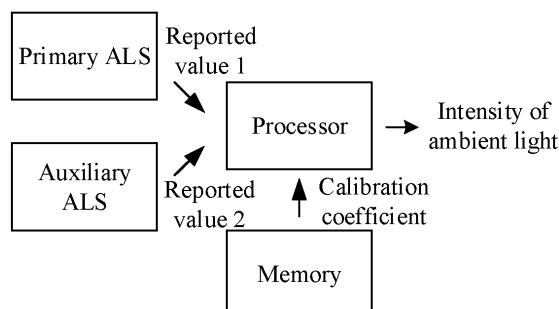 Primary ALS
Reported
value 1
Processor
Intensity of
ambient light
Auxiliary
ALS
Reported
value 2
Calibration
coefficient
Memory